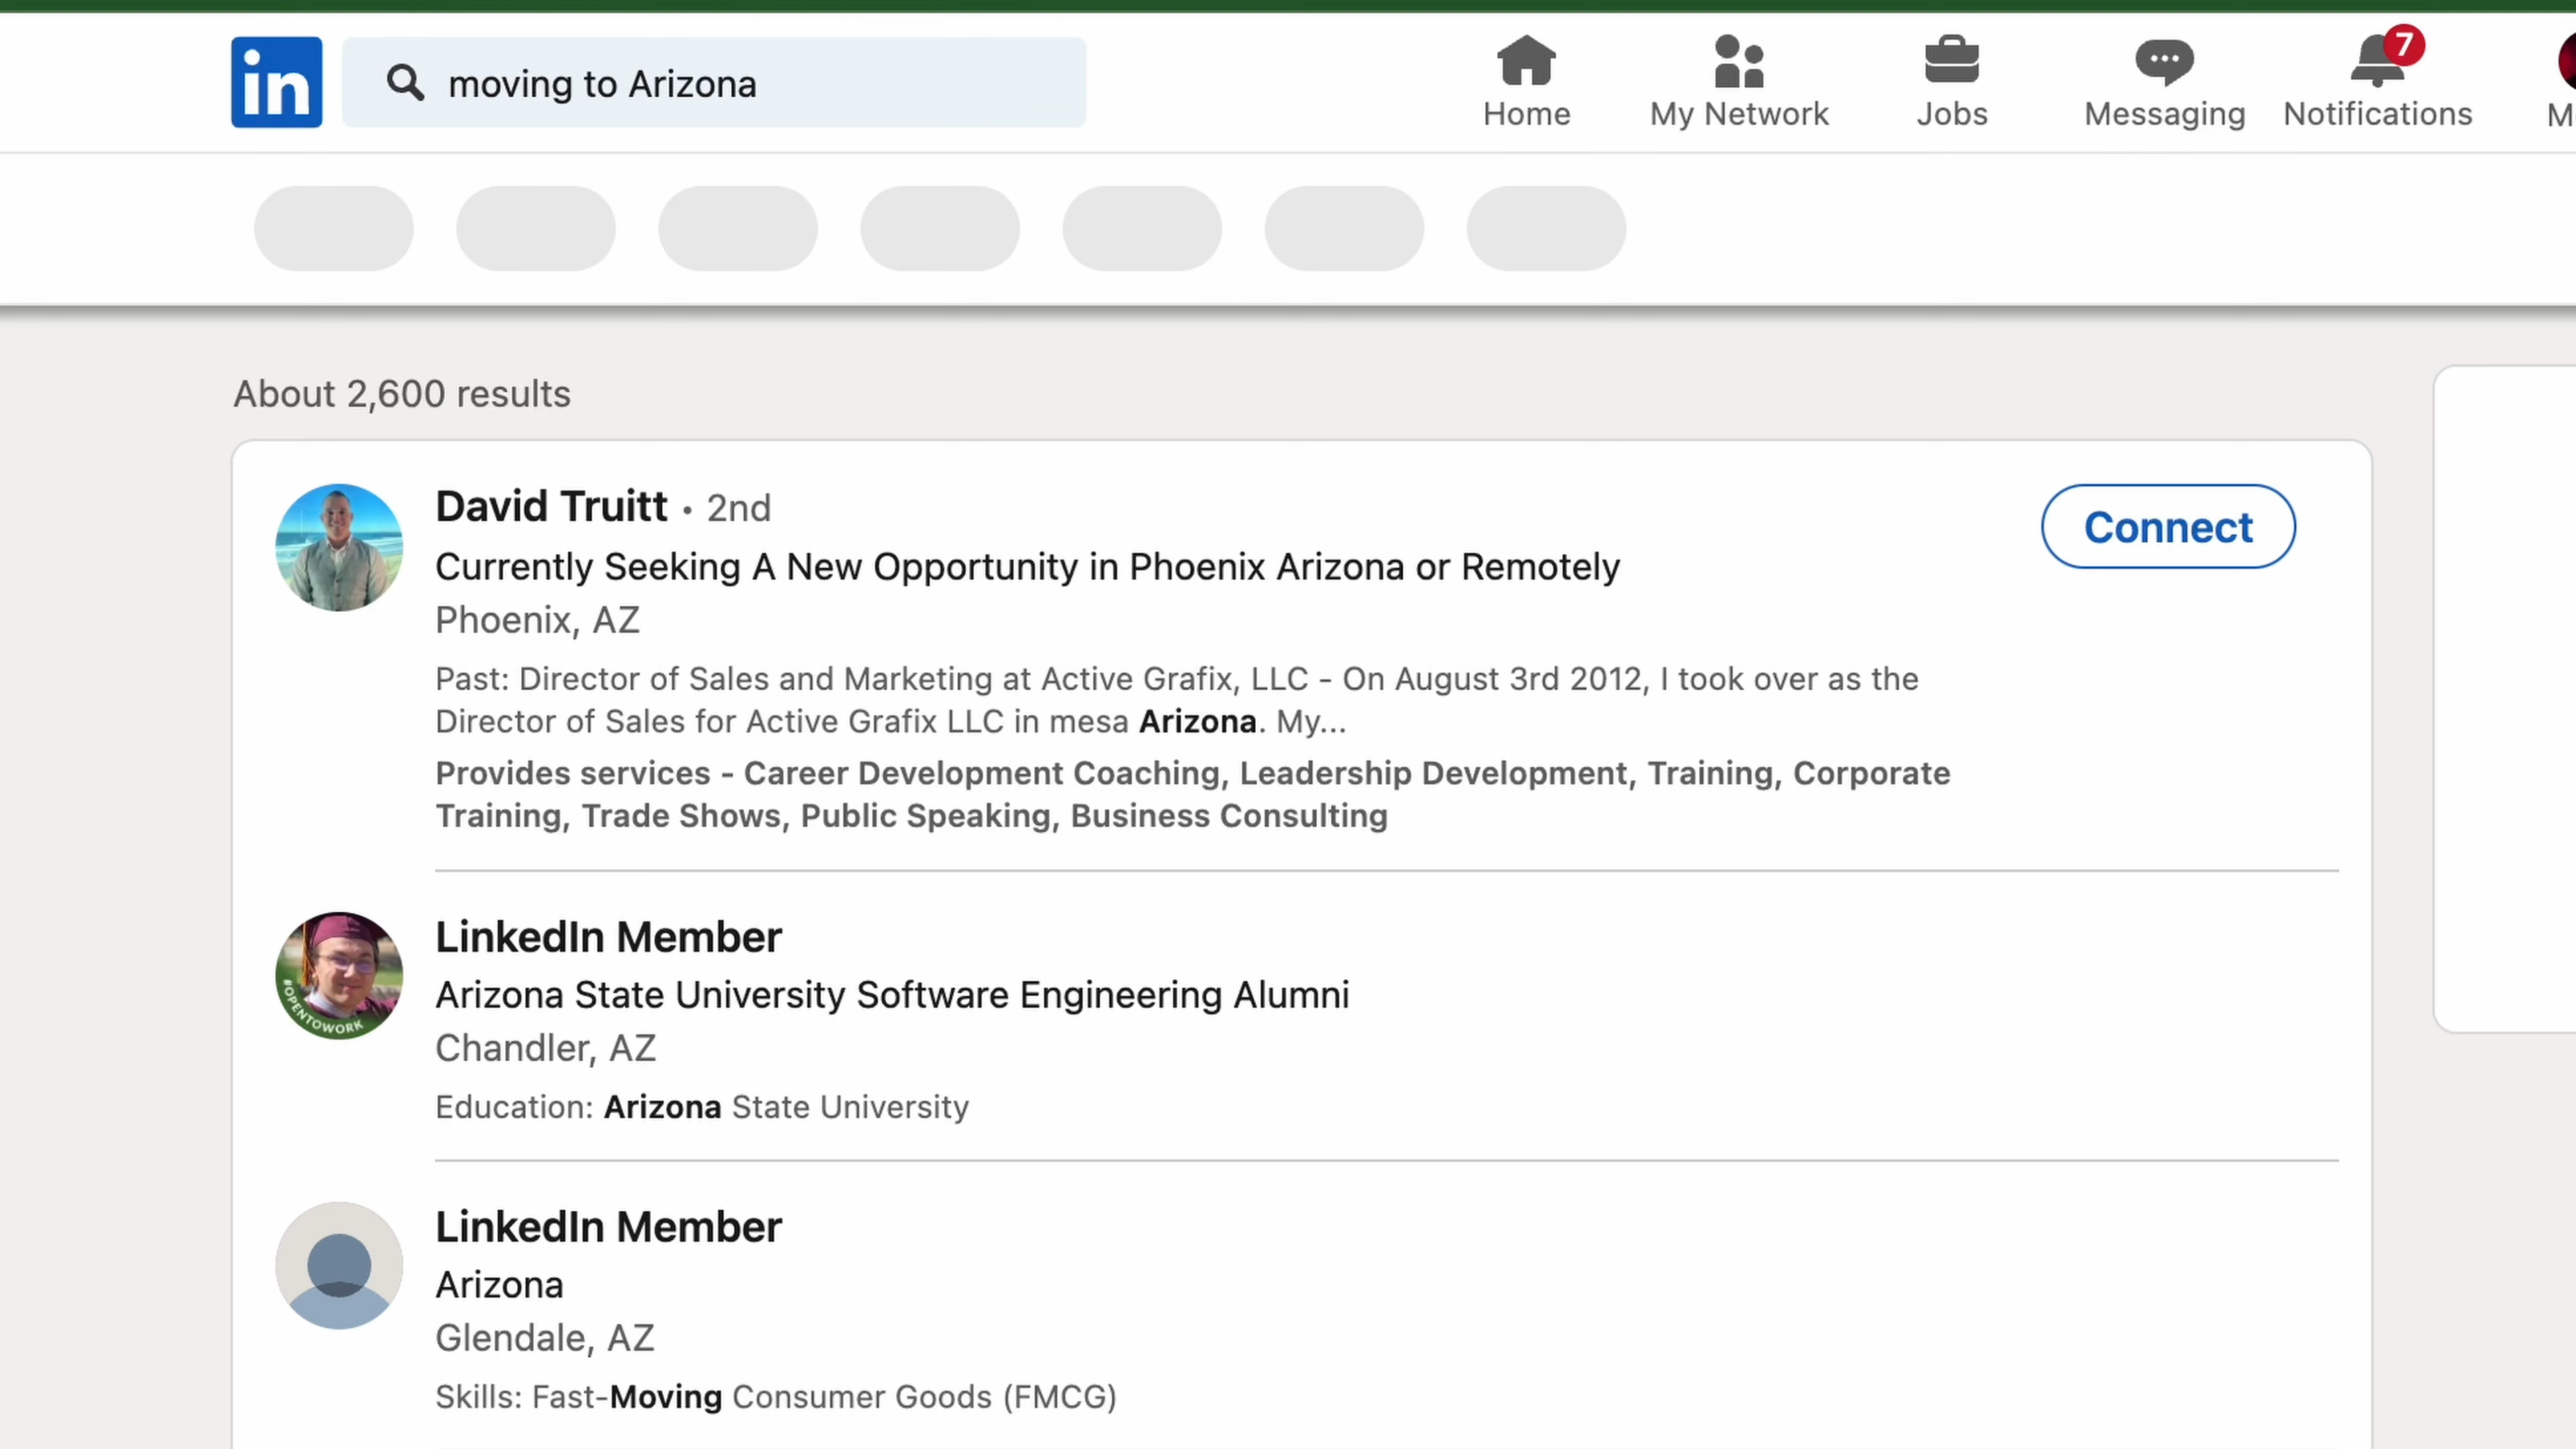 in
moving to Arizona
Home
My Network
Jobs
Messaging
7
Notifications
About 2,600 results
David Truitt • 2nd
Connect
Currently Seeking A New Opportunity in Phoenix Arizona or Remotely
Phoenix, AZ
Past: Director of Sales and Marketing at Active Grafix, LLC - On August 3rd 2012, I took over as the
Director of Sales for Active Grafix LLC in mesa Arizona. My...
Provides services - Career Development Coaching, Leadership Development, Training, Corporate
Training, Trade Shows, Public Speaking, Business Consulting
LinkedIn Member
#OPENTOWORK
Arizona State University Software Engineering Alumni
Chandler, AZ
Education: Arizona State University
LinkedIn Member
Arizona
Glendale, AZ
Skills: Fast-Moving Consumer Goods (FMCG)